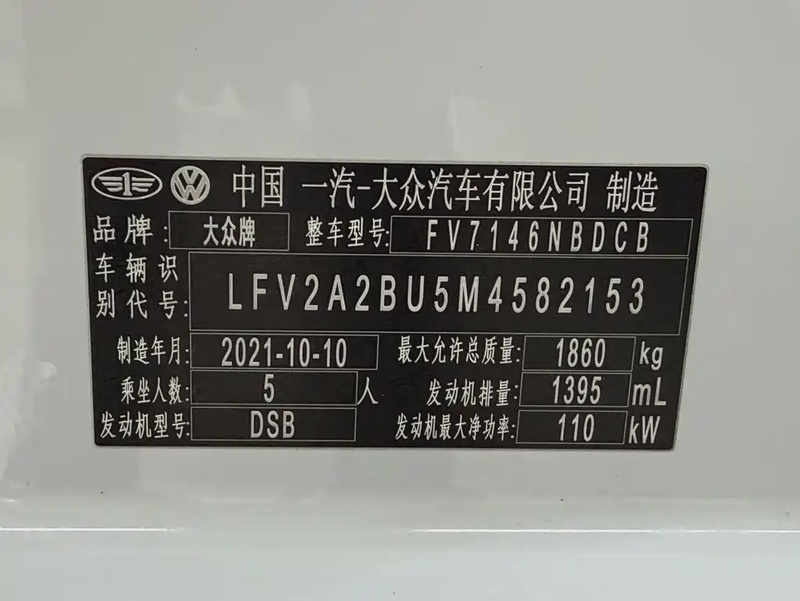 1 中国 一汽-大众汽车有限公司 制造
品牌: 大众牌 整车型号: FV7146NBDCB
车辆识别代号: LFV2A2BU5M4582153
制造年月: 2021-10-10 最大允许总质量: 1860 kg
乘坐人数: 5 人 发动机排量: 1395 mL
发动机型号: DSB 发动机最大净功率: 110 kW